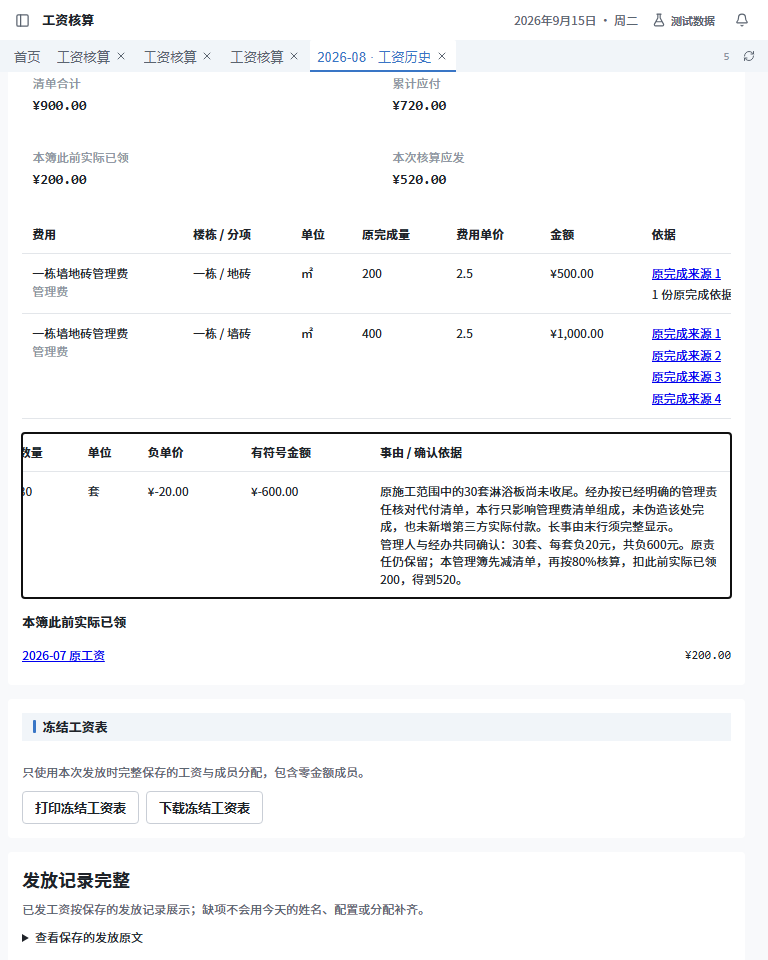 工资核算
2026年9月15日 · 周二 测试数据
首页 工资核算 × 工资核算 × 工资核算 × 2026-08 · 工资历史 × 5
清单合计 累计应付
¥900.00 ¥720.00
本簿此前实际已领 本次核算应发
¥200.00 ¥520.00
费用 楼栋 / 分项 单位 原完成量 费用单价 金额 依据
一栋墙地砖管理费 一栋 / 地砖 ㎡ 200 2.5 ¥500.00 原完成来源 1
管理费 1 份原完成依据
一栋墙地砖管理费 一栋 / 墙砖 ㎡ 400 2.5 ¥1,000.00 原完成来源 1
管理费 原完成来源 2
原完成来源 3
原完成来源 4
数量 单位 负单价 有符号金额 事由 / 确认依据
30 套 ¥-20.00 ¥-600.00 原施工范围中的30套淋浴板尚未收尾。经办按已经明确的管理责
任核对代付清单，本行只影响管理费清单组成，未伪造该处完
成，也未新增第三方实际付款。长事由末行须完整显示。
管理人与经办共同确认：30套、每套负20元，共负600元。原责
任仍保留；本管理簿先减清单，再按80%核算，扣此前实际已领
200，得到520。
本簿此前实际已领
2026-07 原工资 ¥200.00
冻结工资表
只使用本次发放时完整保存的工资与成员分配，包含零金额成员。
打印冻结工资表 下载冻结工资表
发放记录完整
已发工资按保存的发放记录展示；缺项不会用今天的姓名、配置或分配补齐。
查看保存的发放原文